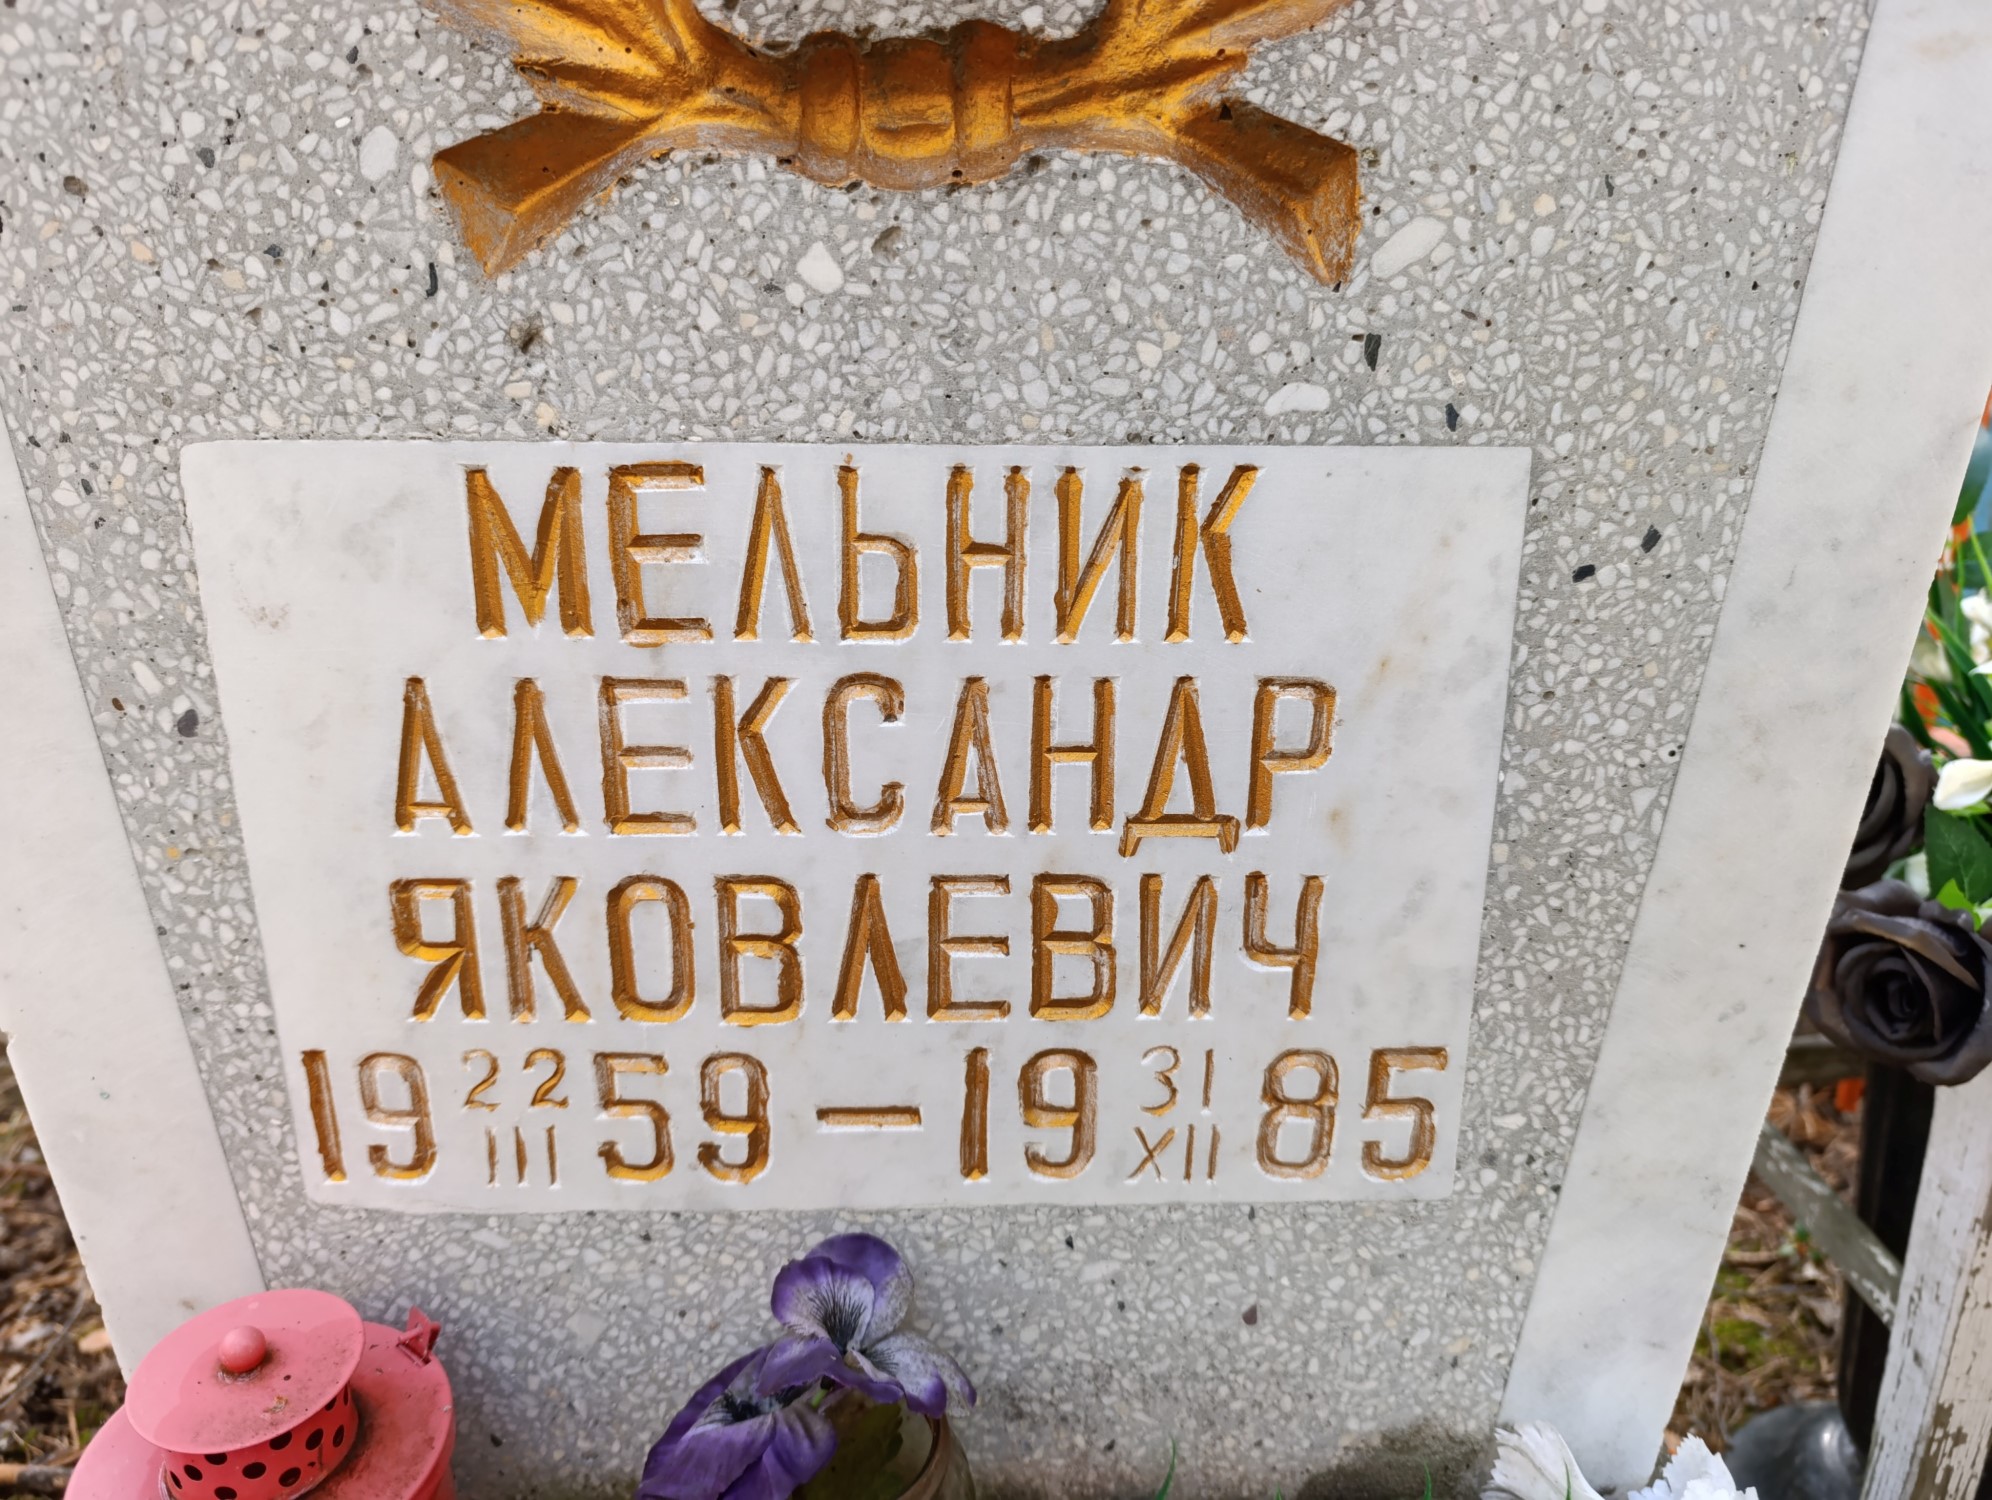 МЕЛЬНИК
АЛЕКСАНДР
ЯКОВЛЕВИЧ
19 22/III 59 – 19 31/XII 85